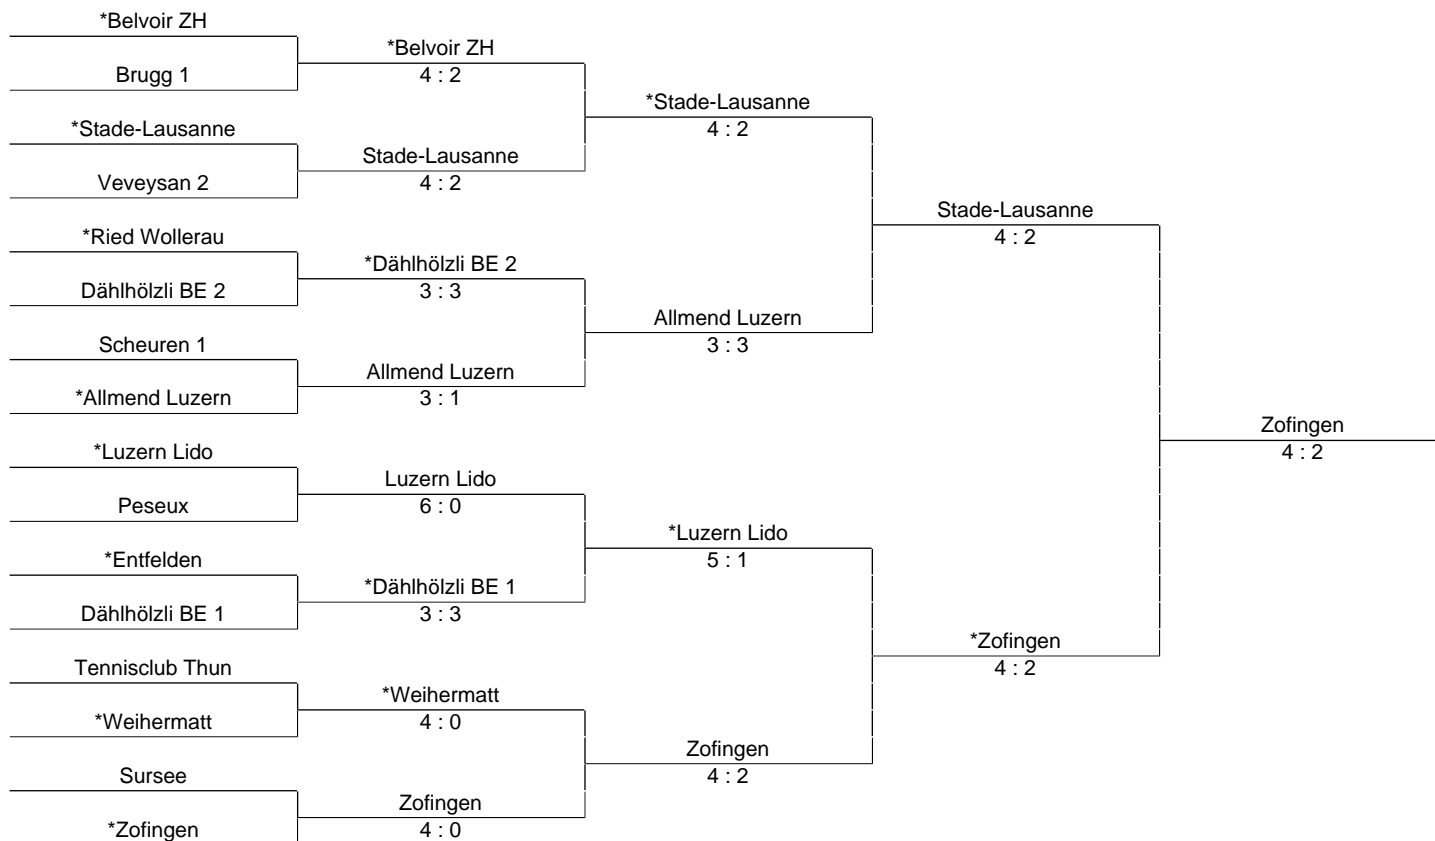 *Belvoir ZH
Brugg 1
*Stade-Lausanne
Veveysan 2
*Ried Wollerau
Dählhölzli BE 2
Scheuren 1
*Allmend Luzern
*Luzern Lido
Peseux
*Entfelden
Dählhölzli BE 1
Tennisclub Thun
*Weihermatt
Sursee
*Zofingen
*Belvoir ZH
4 : 2
Stade-Lausanne
4 : 2
*Dählhölzli BE 2
3 : 3
Allmend Luzern
3 : 1
Luzern Lido
6 : 0
*Dählhölzli BE 1
3 : 3
*Weihermatt
4 : 0
Zofingen
4 : 0
*Stade-Lausanne
4 : 2
Allmend Luzern
3 : 3
*Luzern Lido
5 : 1
Zofingen
4 : 2
Stade-Lausanne
4 : 2
*Zofingen
4 : 2
Zofingen
4 : 2